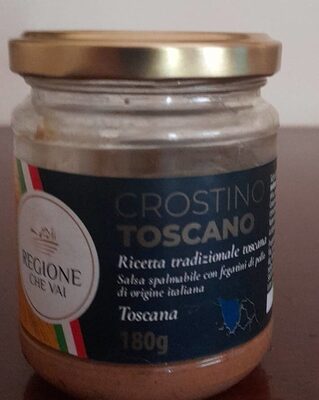 CROSTINO
TOSCANO
Ricetta tradizionale toscana
Salsa spalmabile con fegatini di pollo
di origine italiana
Toscana
180g
REGIONE
CHE VAI